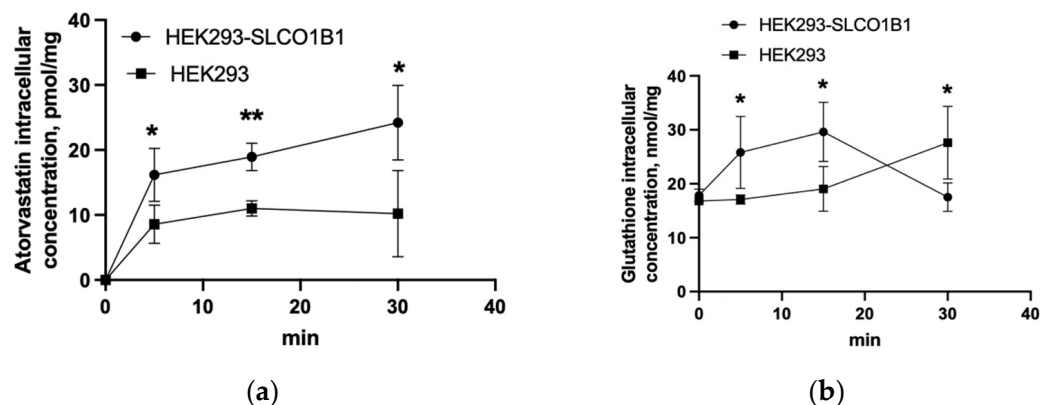 Atorvastatin intracellular
concentration, pmol/mg
40
30
20
10
0
HEK293-SLCO1B1
HEK293
*
**
*
0
10
20
30
40
min
(a)
Glutathione intracellular
concentration, nmol/mg
HEK293-SLCO1B1
HEK293
40
30
20
10
0
*
*
*
0
10
20
30
40
min
(b)